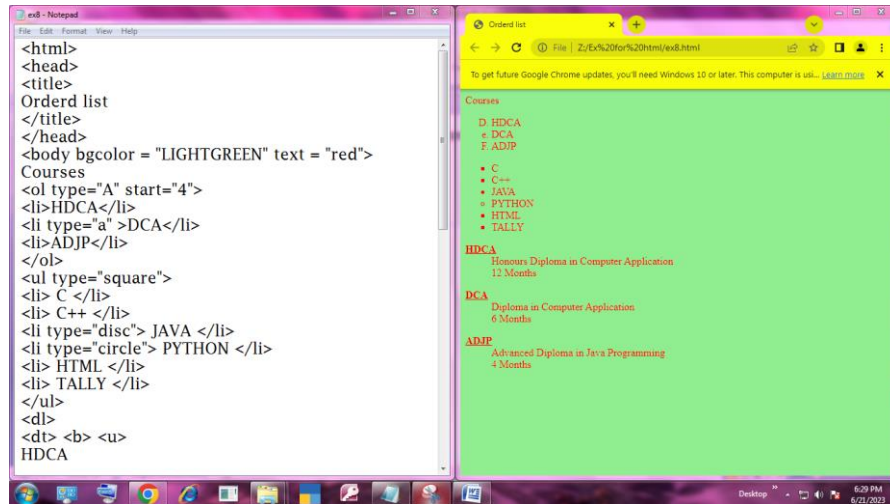 ex8 - Notepad
File Edit Format View Help
<html>
<head>
<title>
Orderd list
</title>
</head>
<body bgcolor = "LIGHTGREEN" text = "red">
Courses
<ol type="A" start="4">
<li>HDCA</li>
<li type="a" >DCA</li>
<li>ADJP</li>
</ol>
<ul type="square">
<li> C </li>
<li> C++ </li>
<li type="disc"> JAVA </li>
<li type="circle"> PYTHON </li>
<li> HTML </li>
<li> TALLY </li>
</ul>
<dl>
<dt> <b> <u>
HDCA
Orderd list
File Z:/Ex%20for%20html/ex8.html
To get future Google Chrome updates, you'll need Windows 10 or later. This computer is usi... Learn more
Courses
D. HDCA
e. DCA
F. ADJP
C
C++
JAVA
PYTHON
HTML
TALLY
HDCA
Honours Diploma in Computer Application
12 Months
DCA
Diploma in Computer Application
6 Months
ADJP
Advanced Diploma in Java Programming
4 Months
Desktop
6:29 PM
6/21/2023